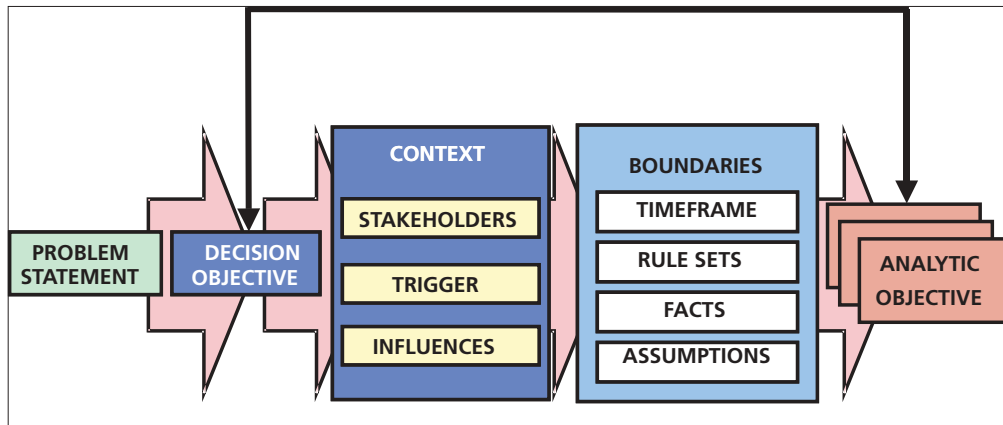 PROBLEM
STATEMENT
DECISION
OBJECTIVE
CONTEXT
STAKEHOLDERS
TRIGGER
INFLUENCES
BOUNDARIES
TIMEFRAME
RULE SETS
FACTS
ASSUMPTIONS
ANALYTIC
OBJECTIVE